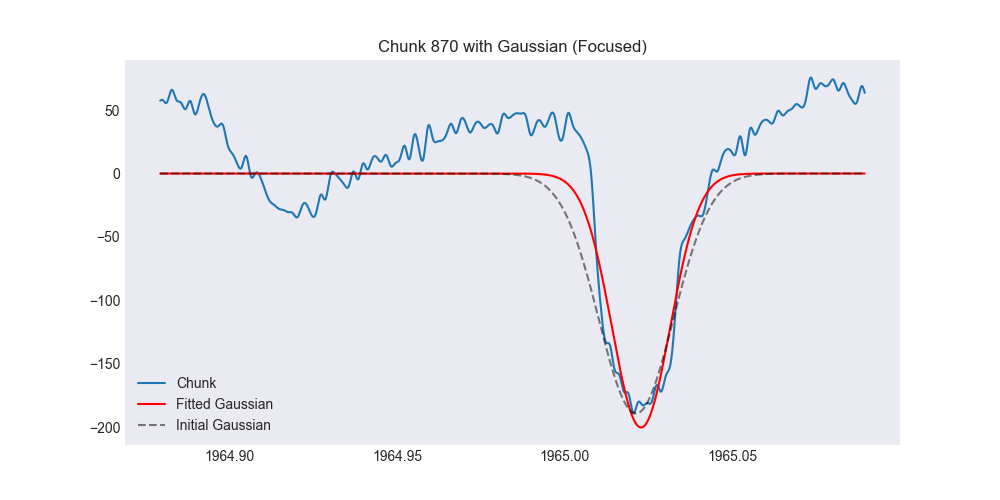 Chunk 870 with Gaussian (Focused)
50
0
−50
−100
−150
−200
Chunk
Fitted Gaussian
Initial Gaussian
1964.90 1964.95 1965.00 1965.05